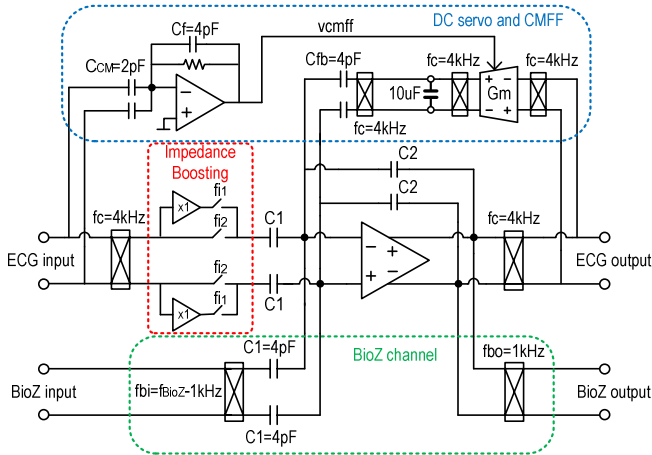 DC servo and CMFF
Cf=4pF
vcmff
CCM=2pF
Cfb=4pF
fc=4kHz
fc=4kHz
−
+
10uF
+ −
Gm
− +
fc=4kHz
Impedance
Boosting
C2
C2
x1
fi1
fi2
C1
fc=4kHz
fc=4kHz
ECG input
ECG output
− −
+ +
fi2
fi1
x1
C1
BioZ channel
C1=4pF
fbo=1kHz
BioZ input
fbi=fBioZ-1kHz
BioZ output
C1=4pF